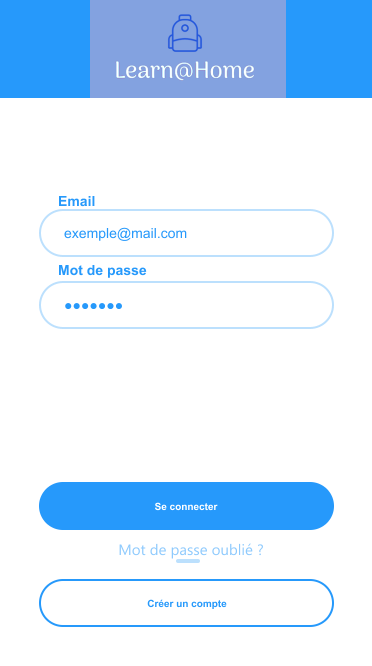 Learn@Home
Email
exemple@mail.com
Mot de passe
•••••••
Se connecter
Mot de passe oublié ?
Créer un compte